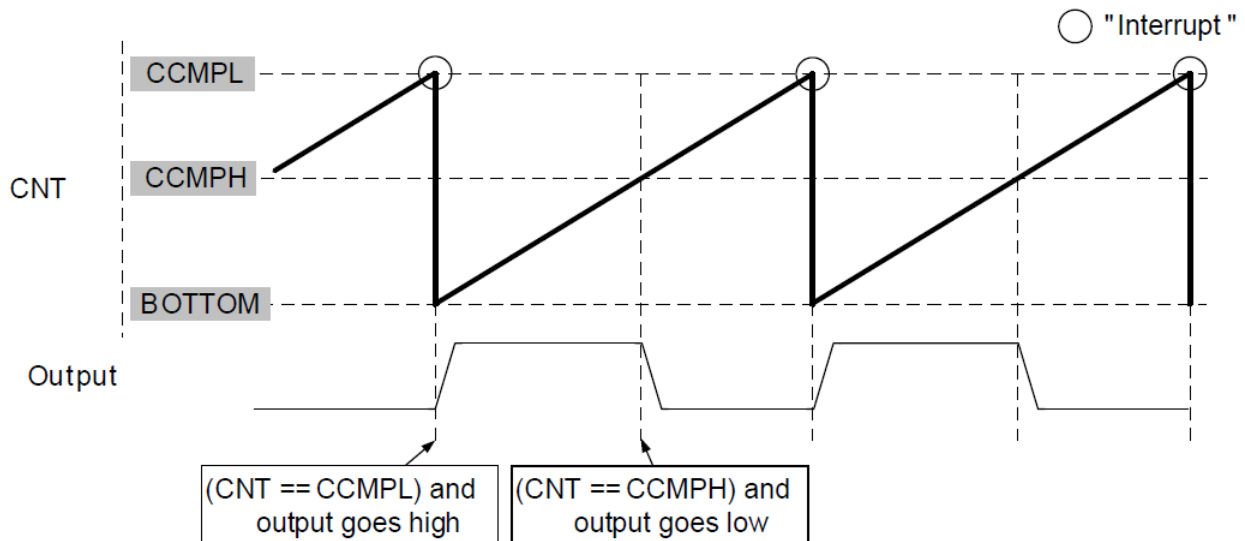 "Interrupt"
CCMPL
CCMPH
CNT
BOTTOM
Output
(CNT == CCMPL) and
output goes high
(CNT == CCMPH) and
output goes low